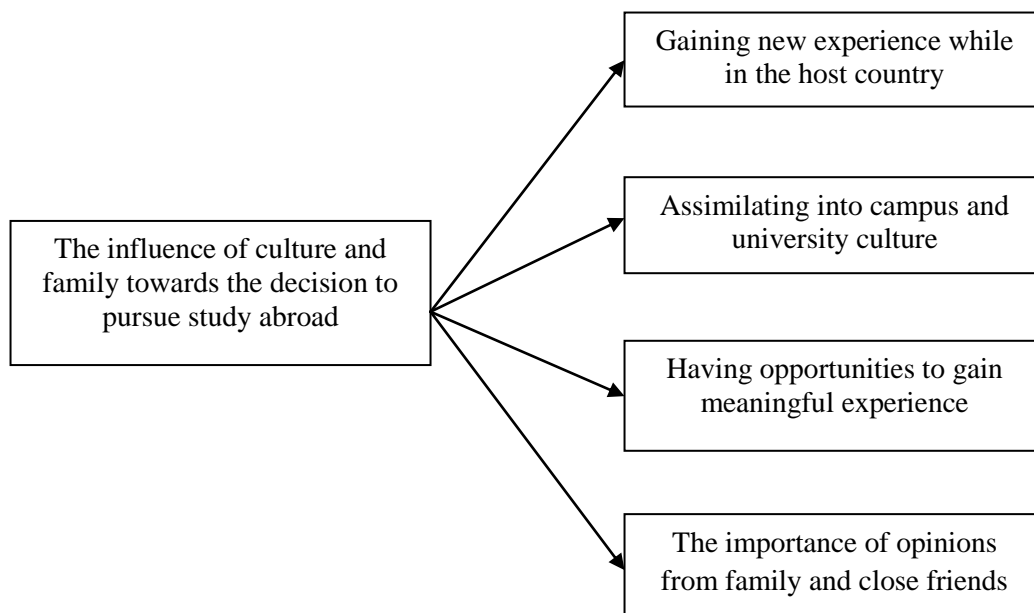 Gaining new experience while
in the host country
Assimilating into campus and
university culture
The influence of culture and
family towards the decision to
pursue study abroad
Having opportunities to gain
meaningful experience
The importance of opinions
from family and close friends